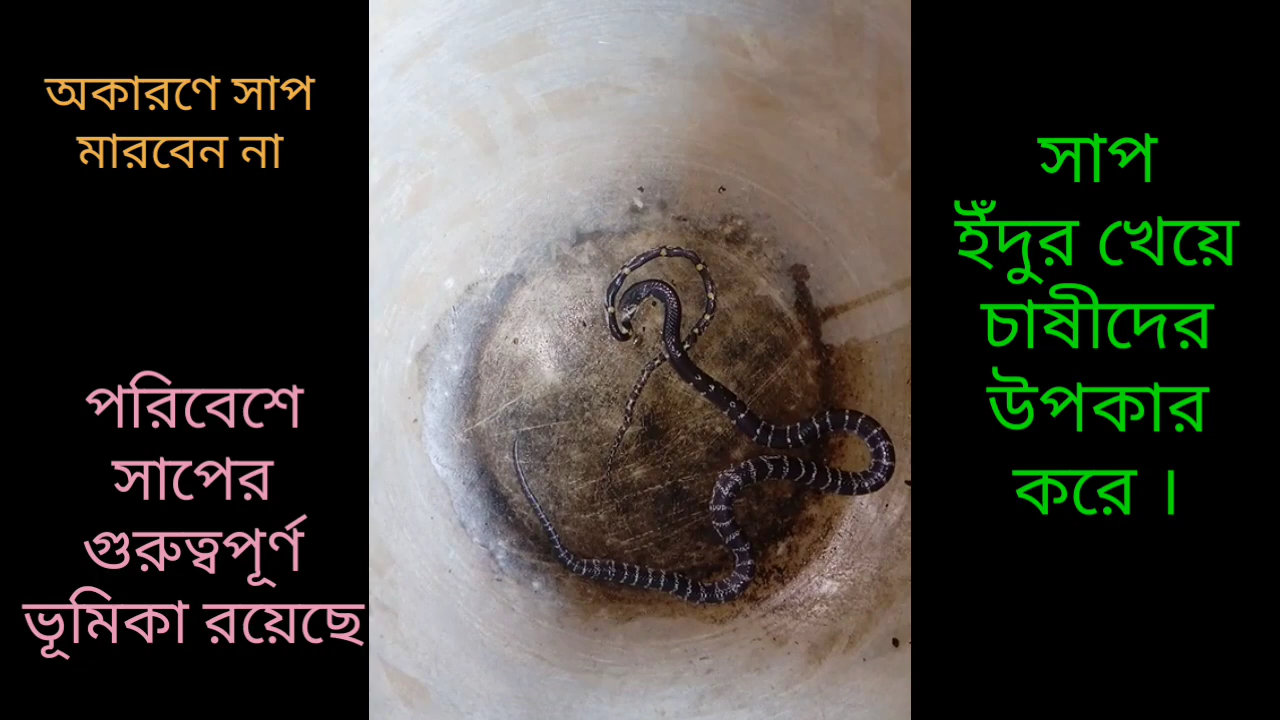 অকারণে সাপ
মারবেন না
পরিবেশে
সাপের
গুরুত্বপূর্ণ
ভূমিকা রয়েছে
সাপ
ইঁদুর খেয়ে
চাষীদের
উপকার
করে ।